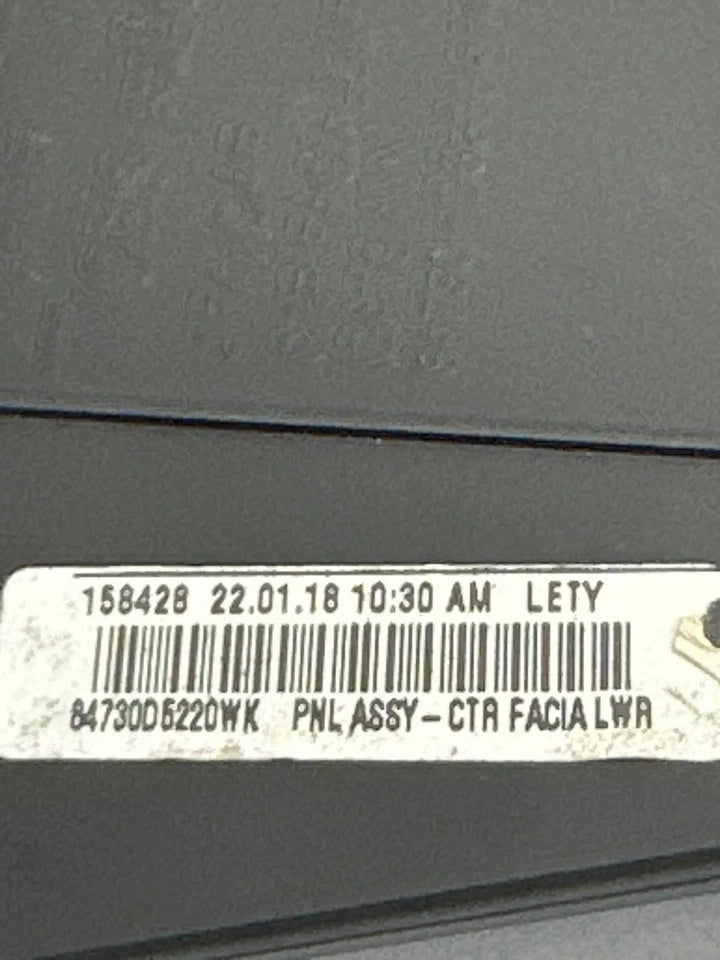 158428 22.01.18 10:30 AM LETY
84730D5220WK PNL ASSY-CTR FACIA LWR